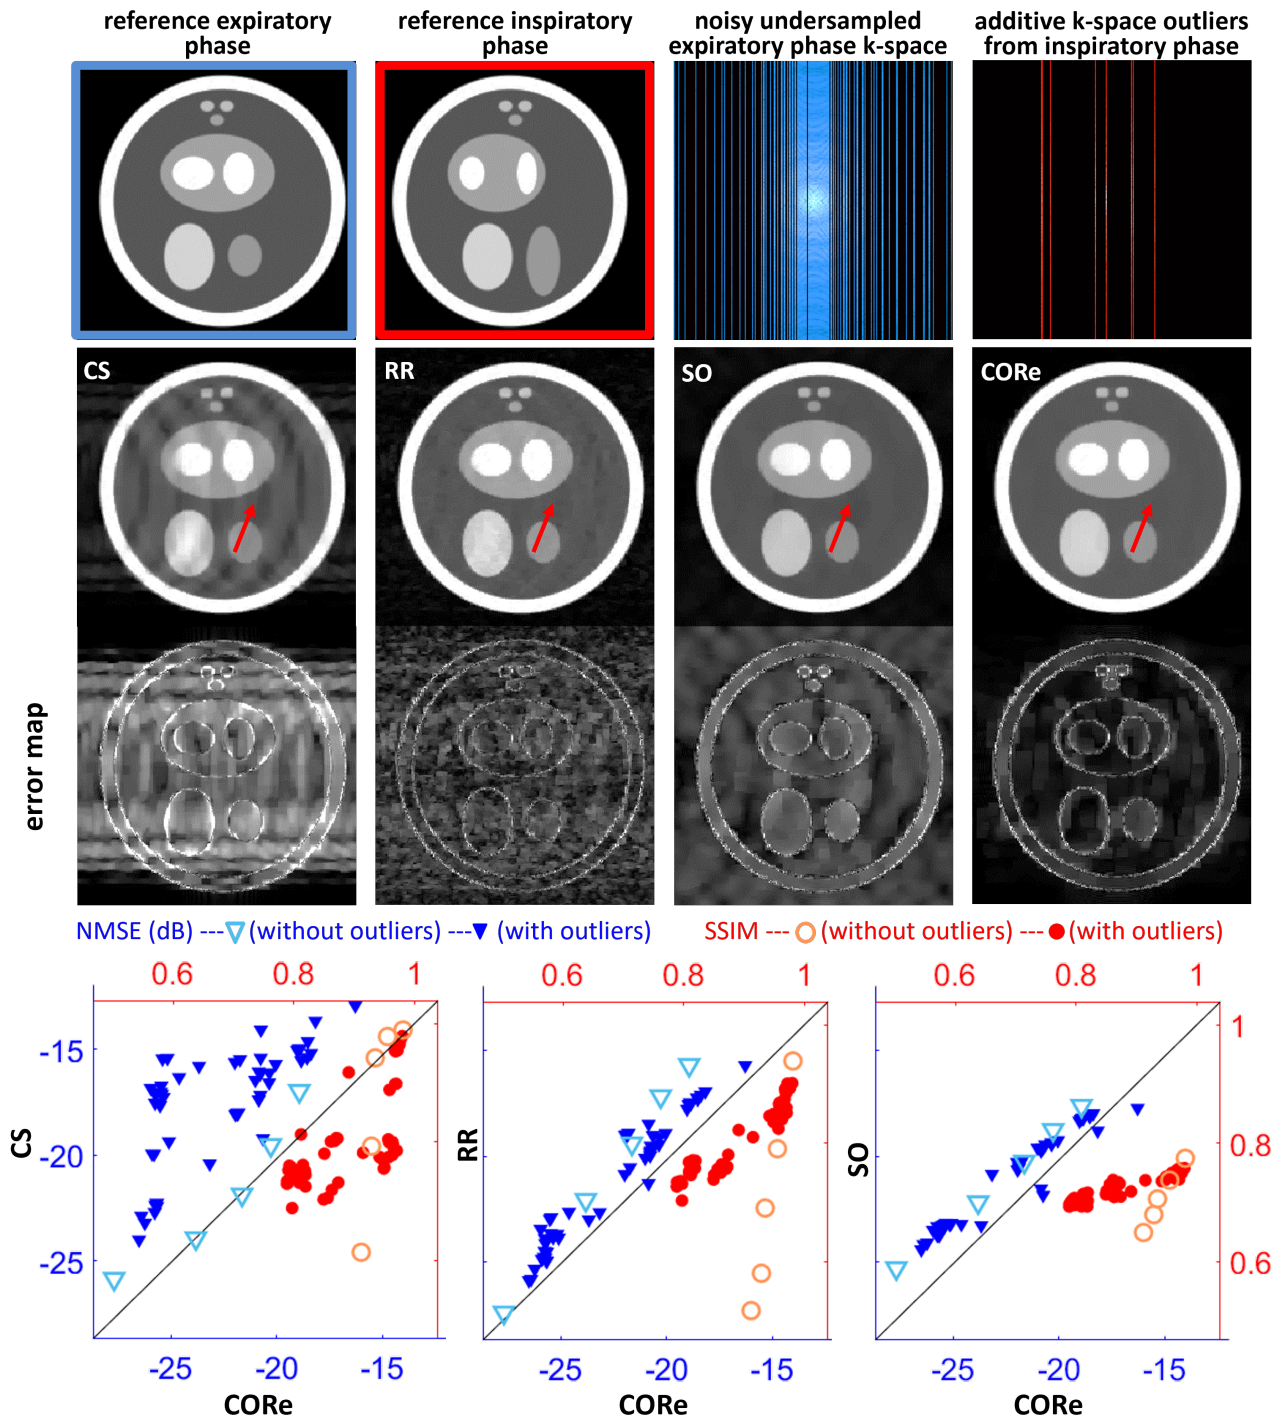 reference expiratory phase
reference inspiratory phase
noisy undersampled expiratory phase k-space
additive k-space outliers from inspiratory phase
CS
RR
SO
CORe
error map
NMSE (dB) --- (without outliers) --- (with outliers)
SSIM --- (without outliers) --- (with outliers)
0.6 0.8 1
0.6 0.8 1
0.6 0.8 1
-15
-20
-25
CS
RR
SO
1
0.8
0.6
-25 -20 -15
-25 -20 -15
-25 -20 -15
CORe
CORe
CORe